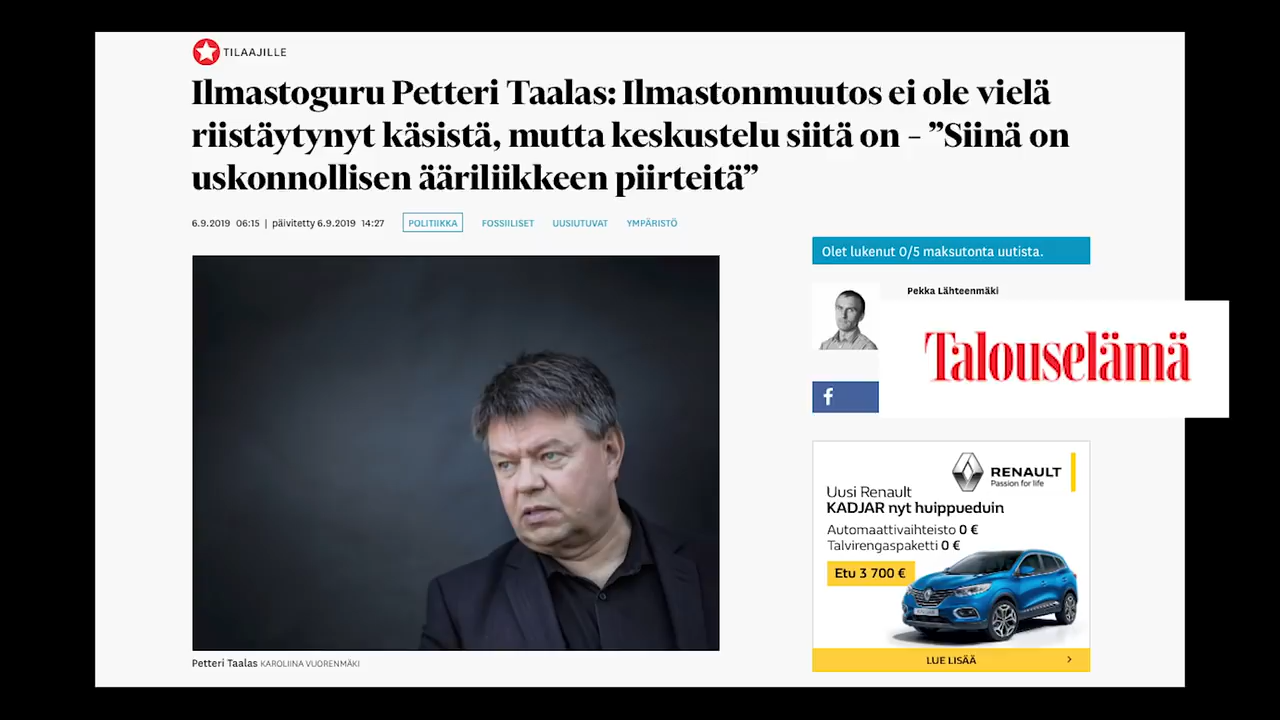 TILAAJILLE
Ilmastoguru Petteri Taalas: Ilmastonmuutos ei ole vielä
riistäytynyt käsistä, mutta keskustelu siitä on – ”Siinä on
uskonnollisen ääriliikkeen piirteitä”
6.9.2019 06:15 | päivitetty 6.9.2019 14:27 POLITIIKKA FOSSIILISET UUSIUTUVAT YMPÄRISTÖ
Olet lukenut 0/5 maksutonta uutista.
Pekka Lähteenmäki
Talouselämä
f
RENAULT
Passion for life
Uusi Renault
KADJAR nyt huippueduin
Automaattivaihteisto 0 €
Talvirengaspaketti 0 €
Etu 3 700 €
LUE LISÄÄ
Petteri Taalas KAROLIINA VUORENMÄKI